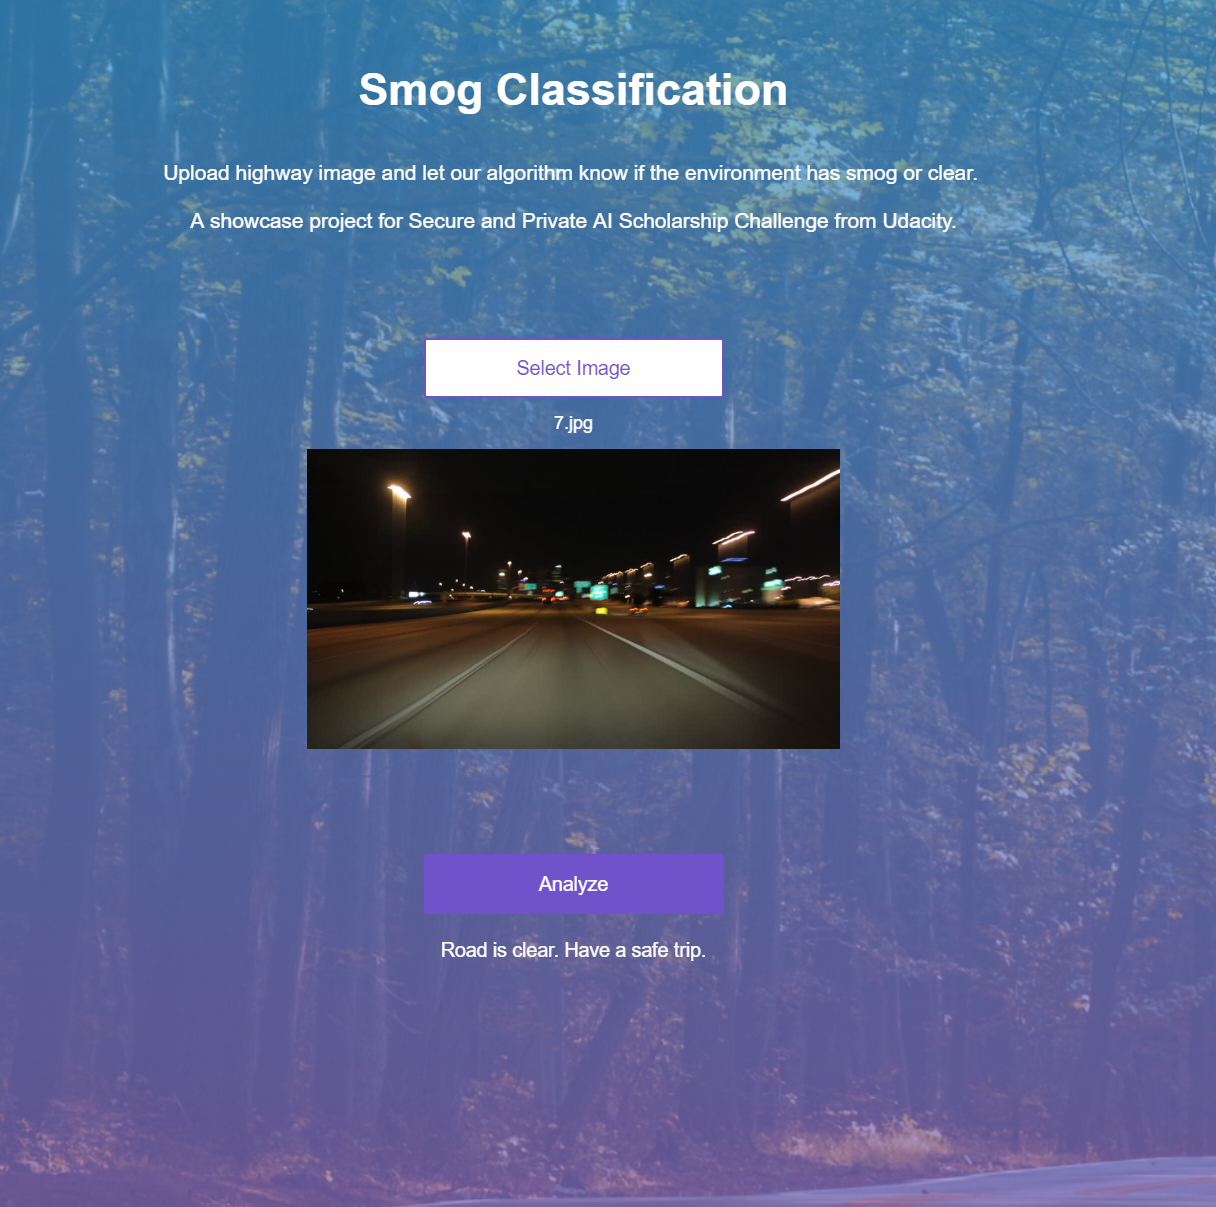 Smog Classification
Upload highway image and let our algorithm know if the environment has smog or clear.
A showcase project for Secure and Private AI Scholarship Challenge from Udacity.
Select Image
7.jpg
Analyze
Road is clear. Have a safe trip.